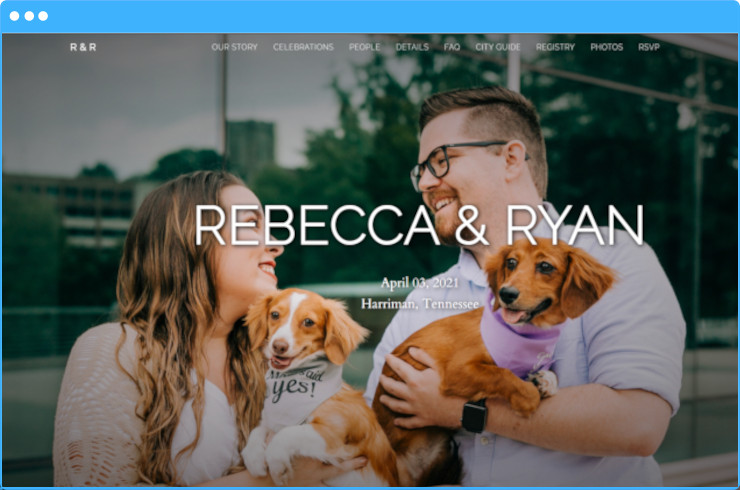 R & R OUR STORY CELEBRATIONS PEOPLE DETAILS FAQ CITY GUIDE REGISTRY PHOTOS RSVP
REBECCA & RYAN
April 03, 2021
Harriman, Tennessee
yes!